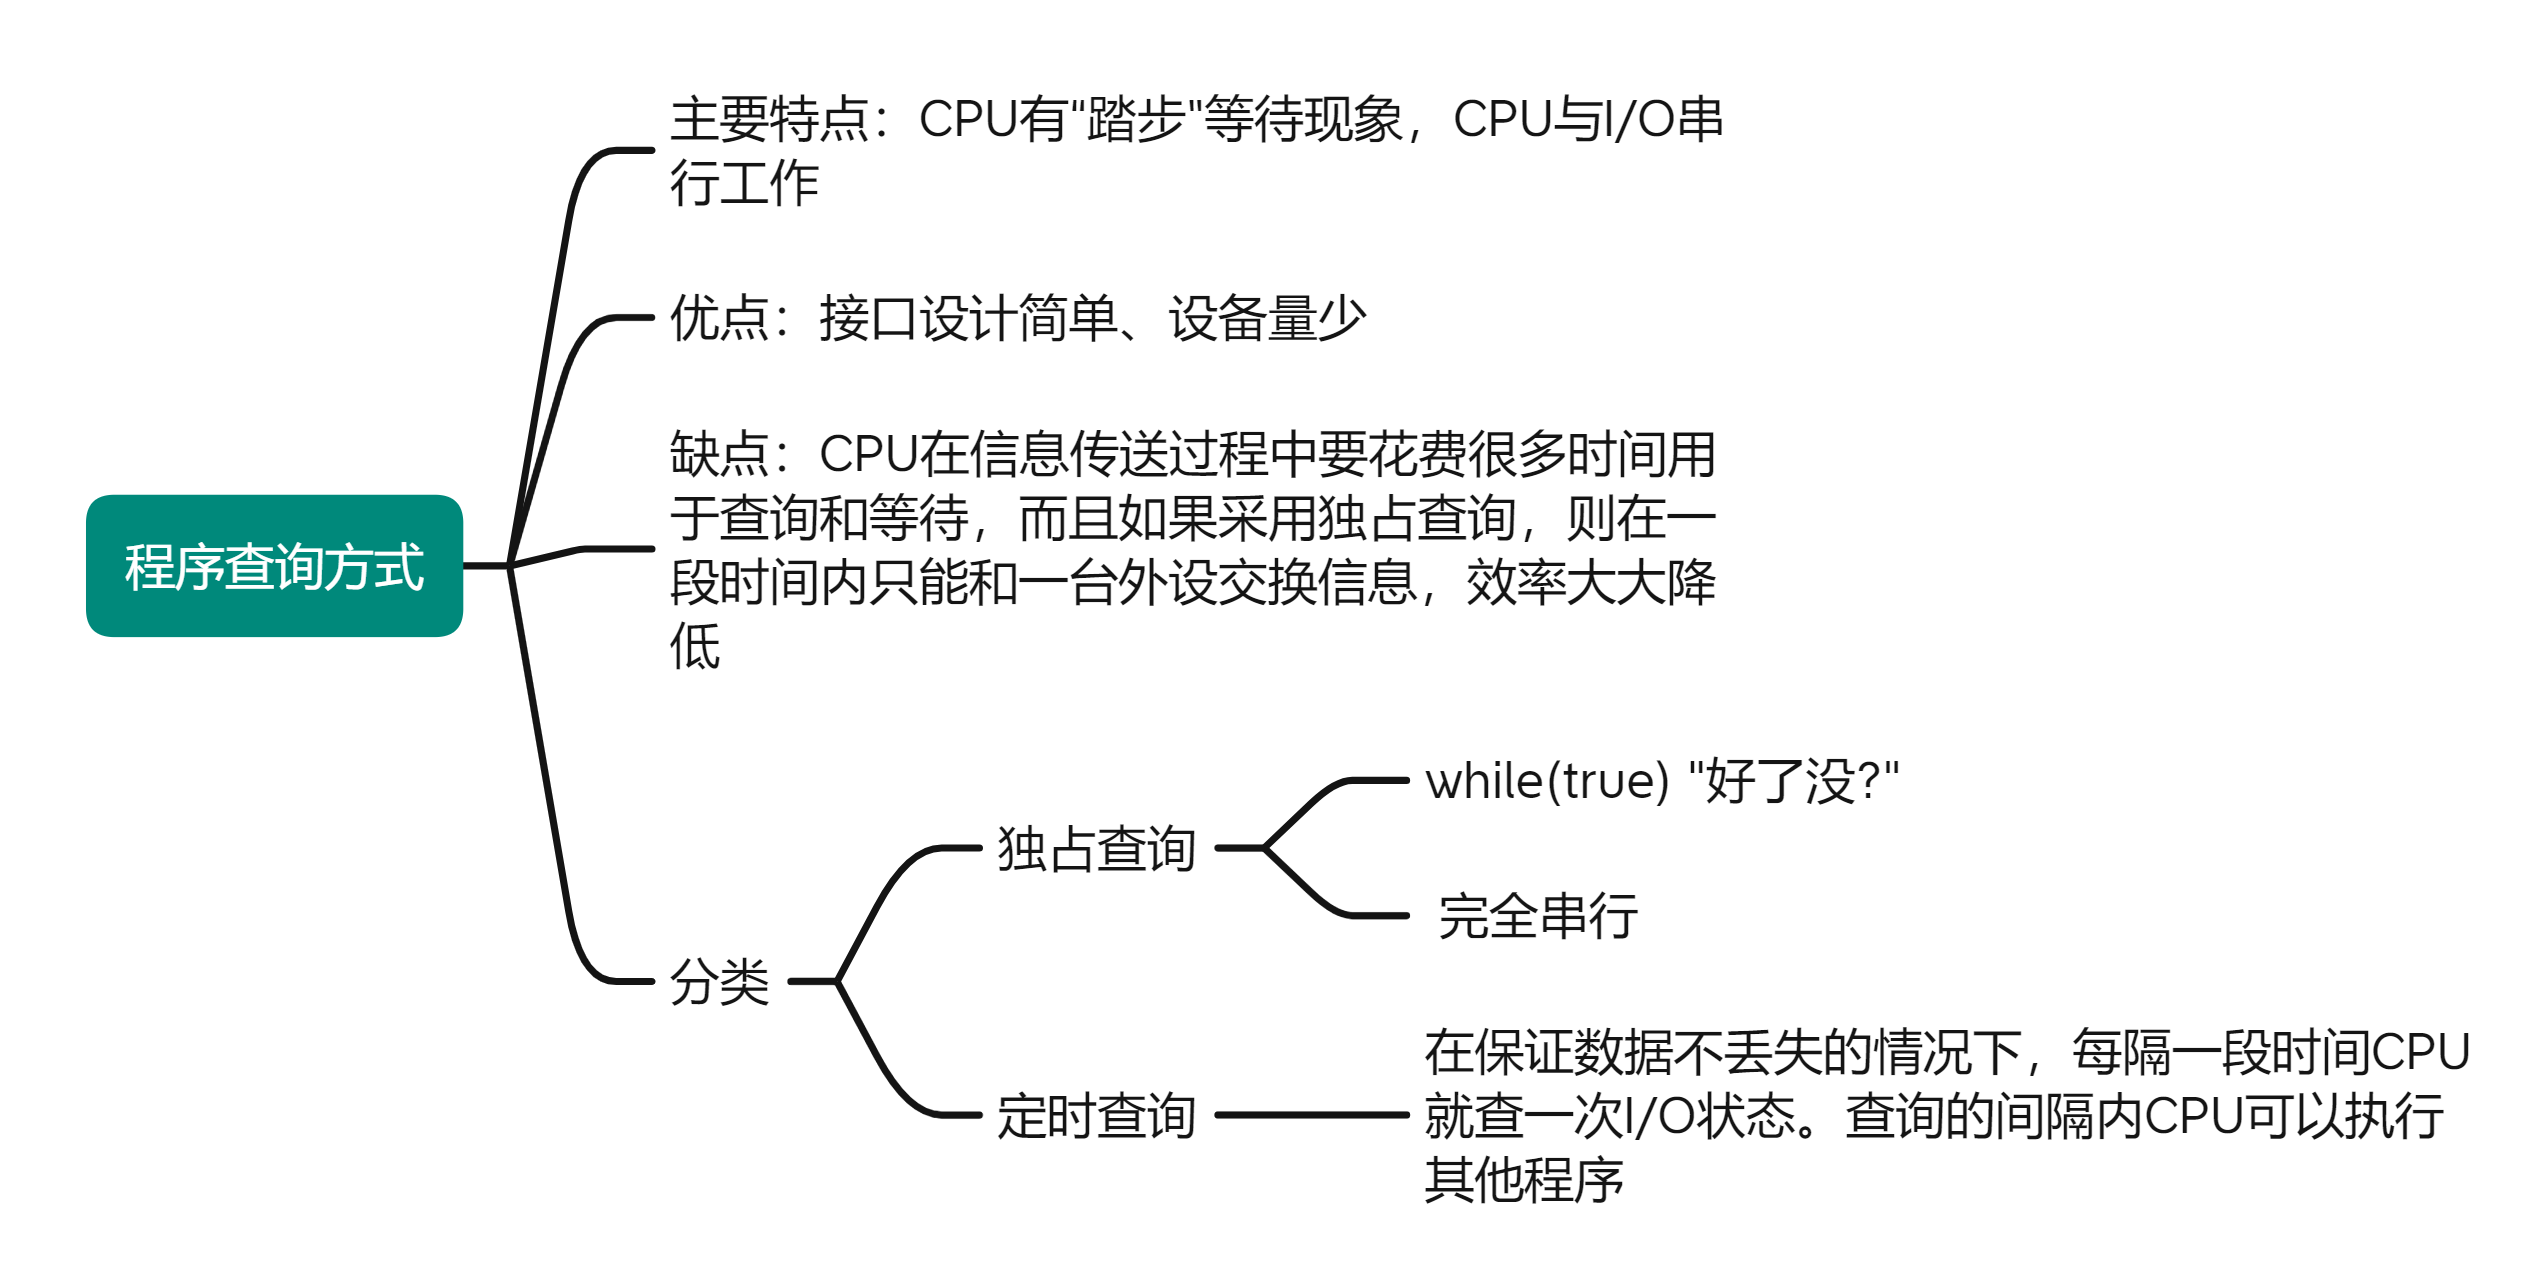 程序查询方式
主要特点：CPU有"踏步"等待现象，CPU与I/O串
行工作
优点：接口设计简单、设备量少
缺点：CPU在信息传送过程中要花费很多时间用
于查询和等待，而且如果采用独占查询，则在一
段时间内只能和一台外设交换信息，效率大大降
低
分类
独占查询
while(true) "好了没?"
完全串行
定时查询
在保证数据不丢失的情况下，每隔一段时间CPU
就查一次I/O状态。查询的间隔内CPU可以执行
其他程序